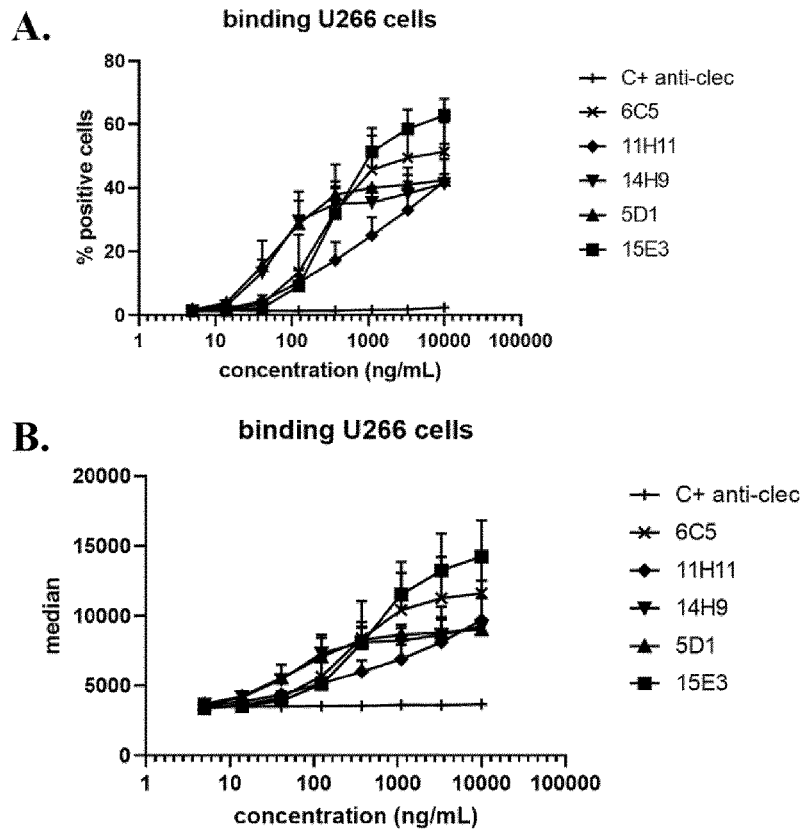 A.
binding U266 cells
% positive cells
80
60
40
20
0
1
10
100
1000
10000
100000
concentration (ng/mL)
C+ anti-clec
6C5
11H11
14H9
5D1
15E3
B.
binding U266 cells
median
20000
15000
10000
5000
0
1
10
100
1000
10000
100000
concentration (ng/mL)
C+ anti-clec
6C5
11H11
14H9
5D1
15E3